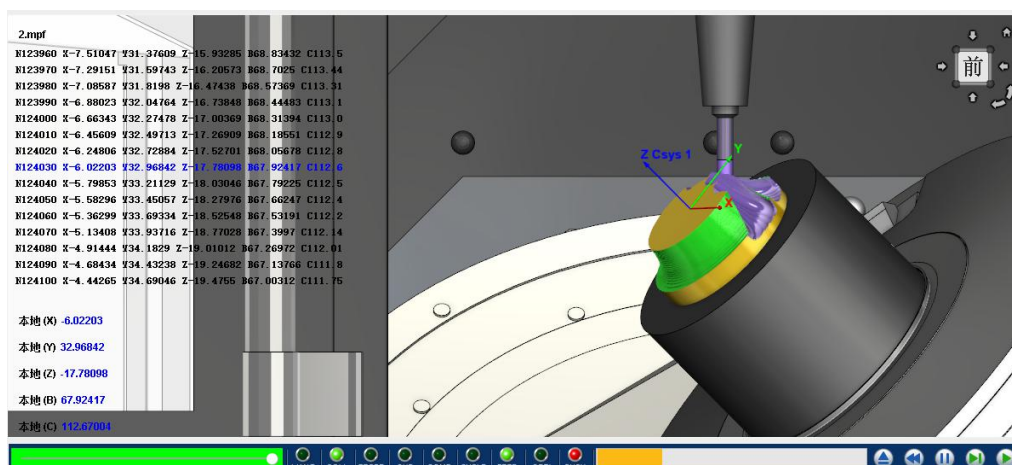 2.mpf
N123960 X-7.51047 Y31.37609 Z-15.93285 B68.83432 C113.5
N123970 X-7.29151 Y31.59743 Z-16.20573 B68.7025 C113.44
N123980 X-7.08587 Y31.8198 Z-16.47438 B68.57369 C113.31
N123990 X-6.88023 Y32.04764 Z-16.73848 B68.44483 C113.1
N124000 X-6.66343 Y32.27478 Z-17.00369 B68.31394 C113.0
N124010 X-6.45609 Y32.49713 Z-17.26909 B68.18551 C112.9
N124020 X-6.24806 Y32.72884 Z-17.52701 B68.05678 C112.8
N124030 X-6.02203 Y32.96842 Z-17.78098 B67.92417 C112.6
N124040 X-5.79853 Y33.21129 Z-18.03046 B67.79225 C112.5
N124050 X-5.58296 Y33.45057 Z-18.27976 B67.66247 C112.4
N124060 X-5.36299 Y33.69334 Z-18.52548 B67.53191 C112.2
N124070 X-5.13408 Y33.93716 Z-18.77028 B67.3997 C112.14
N124080 X-4.91444 Y34.1829 Z-19.01012 B67.26972 C112.01
N124090 X-4.68434 Y34.43238 Z-19.24682 B67.13766 C111.8
N124100 X-4.44265 Y34.69046 Z-19.4755 B67.00312 C111.75
本地(X) -6.02203
本地(Y) 32.96842
本地(Z) -17.78098
本地(B) 67.92417
本地(C) 112.67004
前
Z Csys 1
Y
X